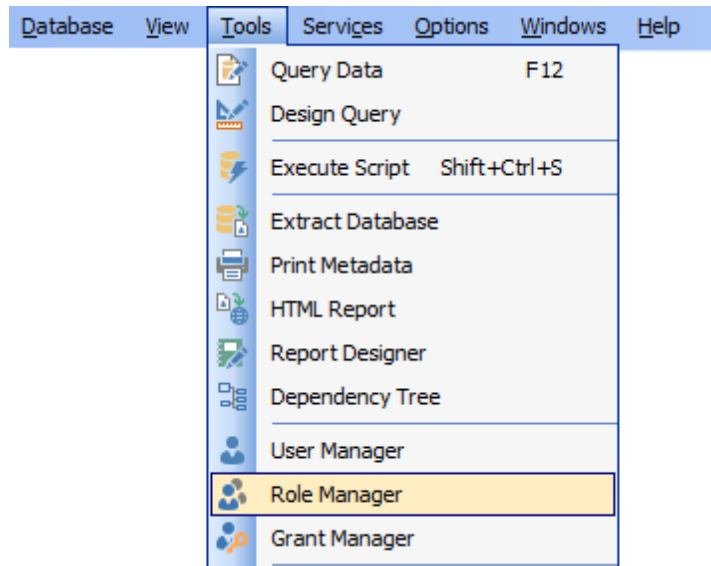 Database View Tools Services Options Windows Help
Query Data F12
Design Query
Execute Script Shift+Ctrl+S
Extract Database
Print Metadata
HTML Report
Report Designer
Dependency Tree
User Manager
Role Manager
Grant Manager